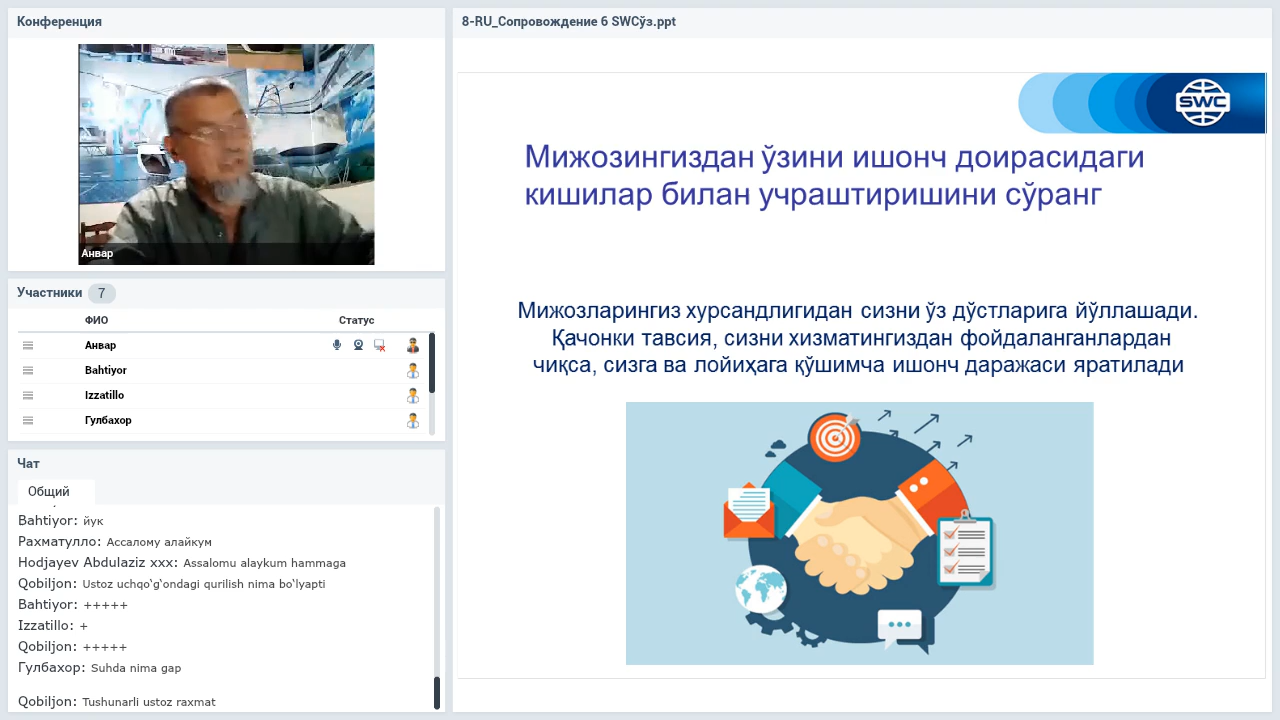 Конференция
Анвар
Участники 7
ФИО Статус
Анвар
Bahtiyor
Izzatillo
Гулбахор
Чат
Общий
Bahtiyor: йук
Рахматулло: Ассалому алайкум
Hodjayev Abdulaziz xxx: Assalomu alaykum hammaga
Qobiljon: Ustoz uchqo‘g‘ondagi qurilish nima bo‘lyapti
Bahtiyor: +++++
Izzatillo: +
Qobiljon: +++++
Гулбахор: Suhda nima gap
Qobiljon: Tushunarli ustoz raxmat
8-RU_Сопровождение 6 SWCўз.ppt
SWC
Мижозингиздан ўзини ишонч доирасидаги
кишилар билан учраштиришини сўранг
Мижозларингиз хурсандлигидан сизни ўз дўстларига йўллашади.
Қачонки тавсия, сизни хизматингиздан фойдаланганлардан
чиқса, сизга ва лойиҳага қўшимча ишонч даражаси яратилади